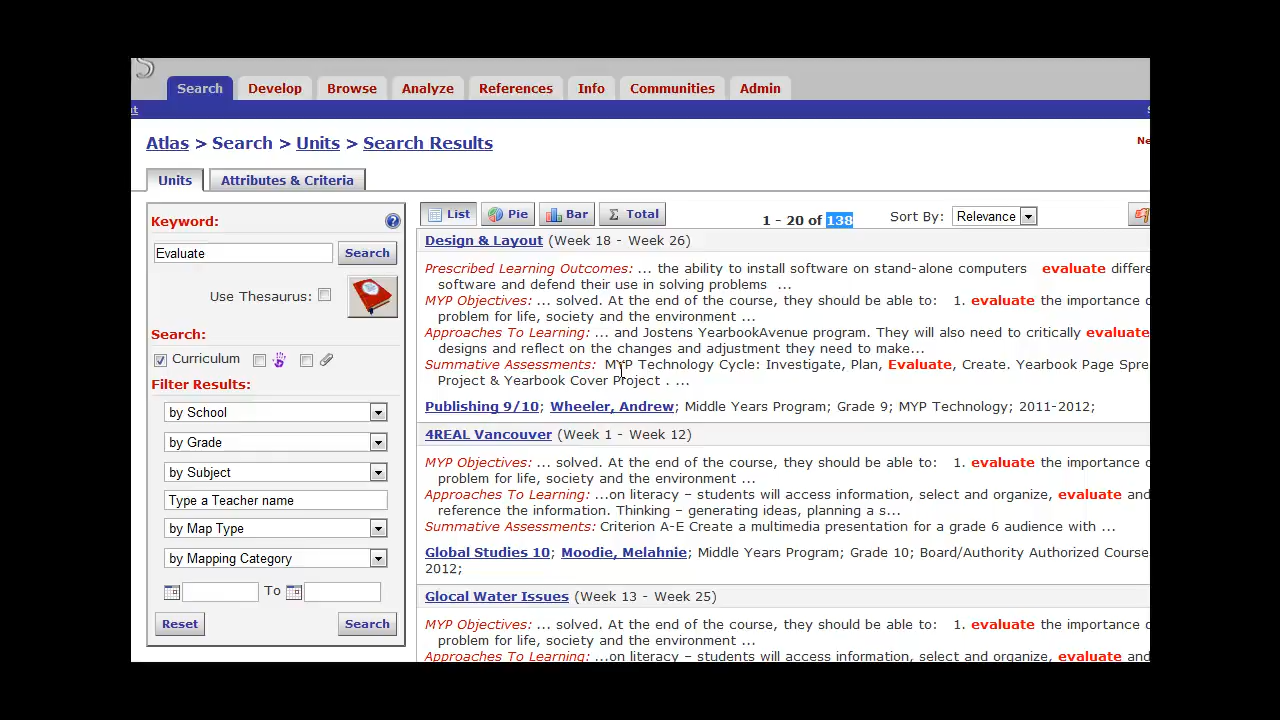 S
Search Develop Browse Analyze References Info Communities Admin
Atlas > Search > Units > Search Results
Ne
Units Attributes & Criteria
Keyword:
Evaluate Search
Use Thesaurus:
Search:
Curriculum
Filter Results:
by School
by Grade
by Subject
Type a Teacher name
by Map Type
by Mapping Category
To
Reset Search
List Pie Bar Σ Total 1 - 20 of 138 Sort By: Relevance
Design & Layout (Week 18 - Week 26)
Prescribed Learning Outcomes: ... the ability to install software on stand-alone computers evaluate differe
software and defend their use in solving problems ...
MYP Objectives: ... solved. At the end of the course, they should be able to: 1. evaluate the importance o
problem for life, society and the environment ...
Approaches To Learning: ... and Jostens YearbookAvenue program. They will also need to critically evaluate
designs and reflect on the changes and adjustment they need to make...
Summative Assessments: MYP Technology Cycle: Investigate, Plan, Evaluate, Create. Yearbook Page Spre
Project & Yearbook Cover Project . ...
Publishing 9/10; Wheeler, Andrew; Middle Years Program; Grade 9; MYP Technology; 2011-2012;
4REAL Vancouver (Week 1 - Week 12)
MYP Objectives: ... solved. At the end of the course, they should be able to: 1. evaluate the importance o
problem for life, society and the environment ...
Approaches To Learning: ...on literacy – students will access information, select and organize, evaluate and
reference the information. Thinking – generating ideas, planning a s...
Summative Assessments: Criterion A-E Create a multimedia presentation for a grade 6 audience with ...
Global Studies 10; Moodie, Melahnie; Middle Years Program; Grade 10; Board/Authority Authorized Course
2012;
Glocal Water Issues (Week 13 - Week 25)
MYP Objectives: ... solved. At the end of the course, they should be able to: 1. evaluate the importance o
problem for life, society and the environment ...
Approaches To Learning: ...on literacy – students will access information, select and organize, evaluate and